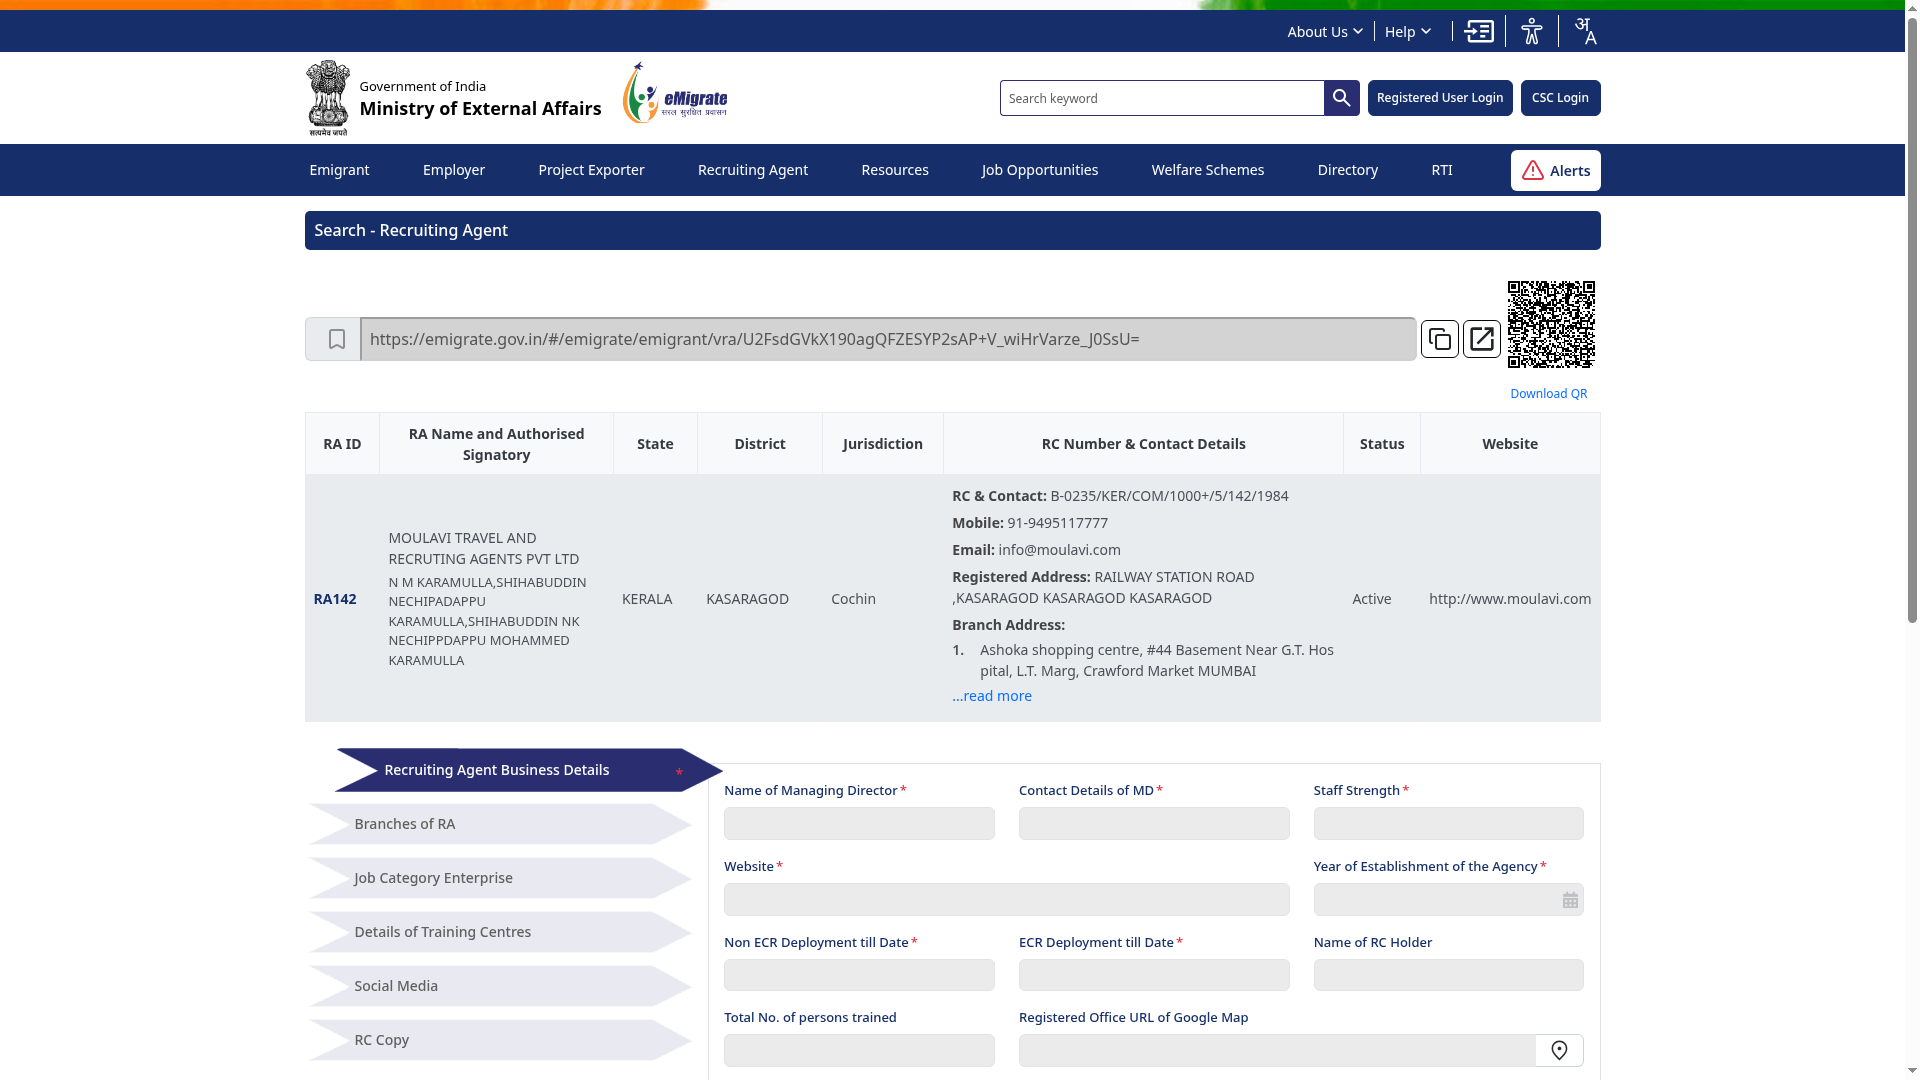 About Us
Help
अ
A
सत्यमेव जयते
Government of India
Ministry of External Affairs
eMigrate
सरल सुरक्षित प्रवासन
Search keyword
Registered User Login
CSC Login
Emigrant
Employer
Project Exporter
Recruiting Agent
Resources
Job Opportunities
Welfare Schemes
Directory
RTI
Alerts
Search - Recruiting Agent
https://emigrate.gov.in/#/emigrate/emigrant/vra/U2FsdGVkX190agQFZESYP2sAP+V_wiHrVarze_J0SsU=
Download QR
RA ID
RA Name and Authorised
Signatory
State
District
Jurisdiction
RC Number & Contact Details
Status
Website
RA142
MOULAVI TRAVEL AND
RECRUTING AGENTS PVT LTD
N M KARAMULLA,SHIHABUDDIN
NECHIPADAPPU
KARAMULLA,SHIHABUDDIN NK
NECHIPPDAPPU MOHAMMED
KARAMULLA
KERALA
KASARAGOD
Cochin
RC & Contact: B-0235/KER/COM/1000+/5/142/1984
Mobile: 91-9495117777
Email: info@moulavi.com
Registered Address: RAILWAY STATION ROAD
,KASARAGOD KASARAGOD KASARAGOD
Branch Address:
1. Ashoka shopping centre, #44 Basement Near G.T. Hos
pital, L.T. Marg, Crawford Market MUMBAI
...read more
Active
http://www.moulavi.com
Recruiting Agent Business Details *
Branches of RA
Job Category Enterprise
Details of Training Centres
Social Media
RC Copy
Name of Managing Director *
Contact Details of MD *
Staff Strength *
Website *
Year of Establishment of the Agency *
Non ECR Deployment till Date *
ECR Deployment till Date *
Name of RC Holder
Total No. of persons trained
Registered Office URL of Google Map